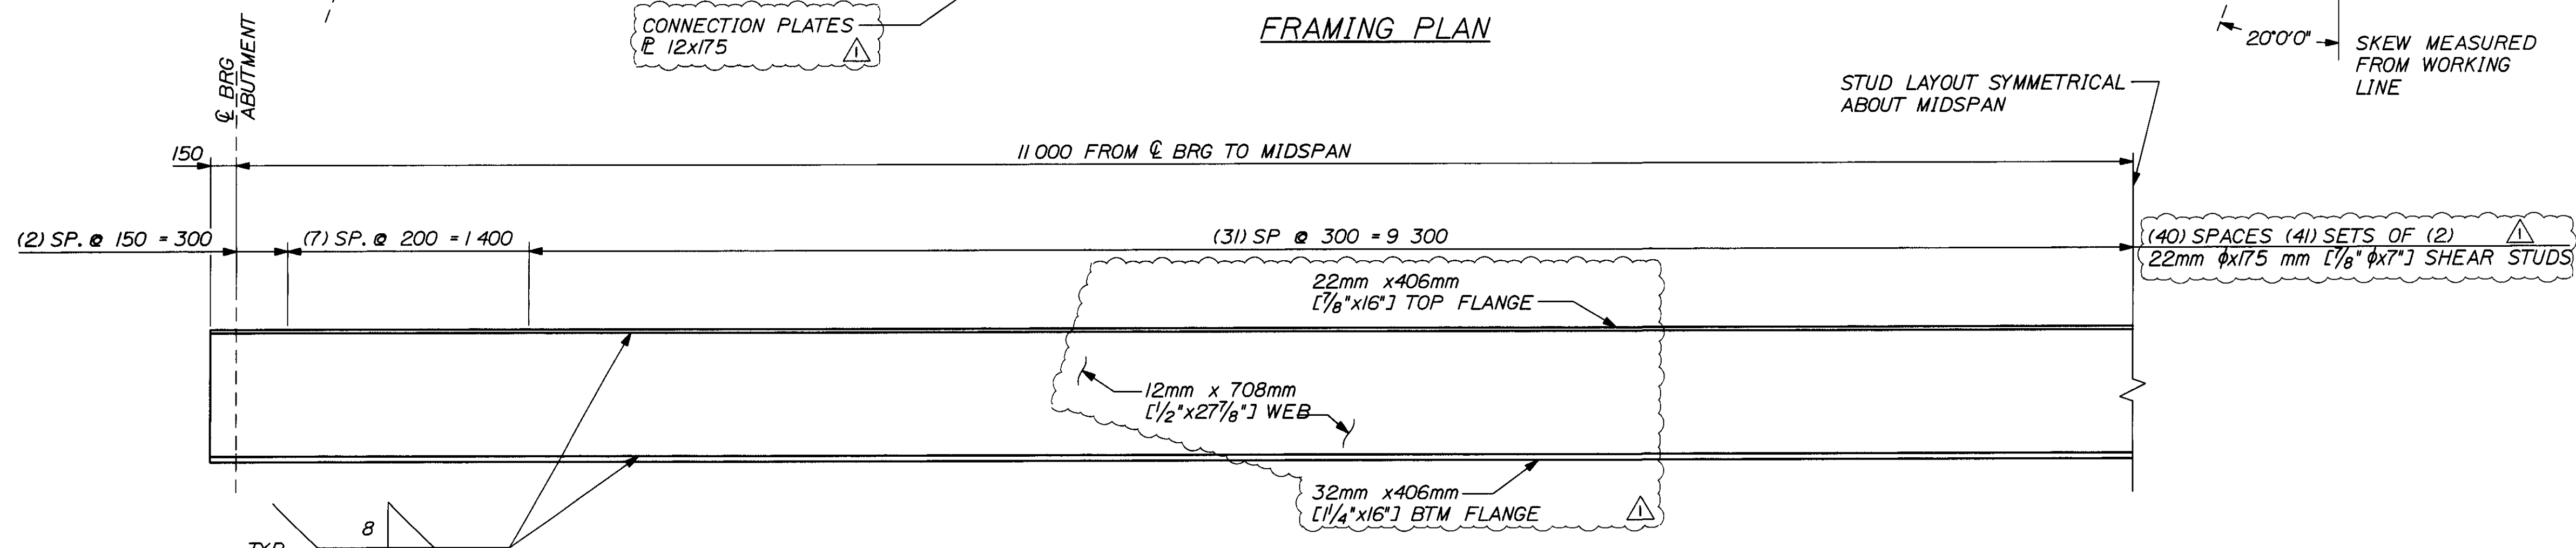 CONNECTION PLATES
℄ BRG
ABUTMENT
PL 12x175
1
FRAMING PLAN
20°0'0"
SKEW MEASURED
FROM WORKING
LINE
STUD LAYOUT SYMMETRICAL
ABOUT MIDSPAN
150
11 000 FROM ℄ BRG TO MIDSPAN
(2) SP. @ 150 = 300
(7) SP. @ 200 = 1 400
(31) SP @ 300 = 9 300
(40) SPACES (41) SETS OF (2)
1
22mm ϕx175 mm [7/8" ϕx7"] SHEAR STUDS
22mm x406mm
[7/8"x16"] TOP FLANGE
12mm x 708mm
[1/2"x27 7/8"] WEB
32mm x406mm
[1 1/4"x16"] BTM FLANGE
1
8
TYP